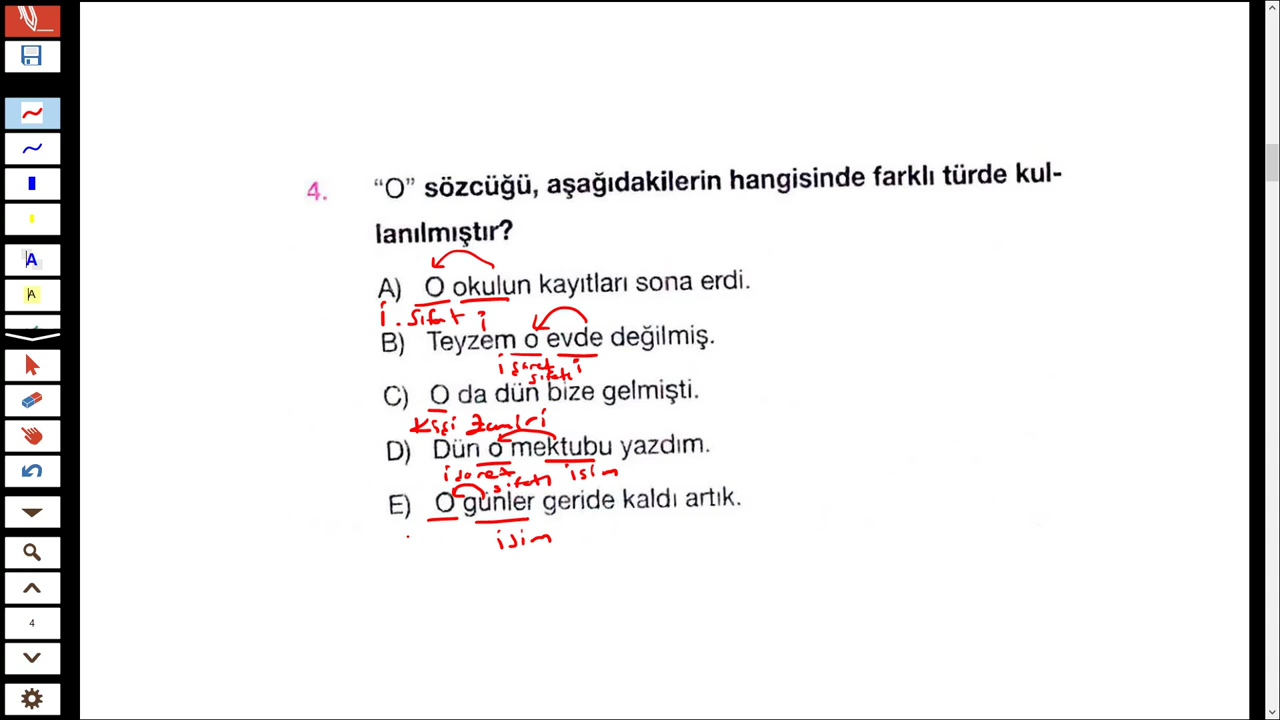 4. "O" sözcüğü, aşağıdakilerin hangisinde farklı türde kul-
lanılmıştır?
A) O okulun kayıtları sona erdi.
i. sıfat i
B) Teyzem o evde değilmiş.
işaret i
sıfatı
C) O da dün bize gelmişti.
kişi zamiri
D) Dün o mektubu yazdım.
işaret sıfatı isim
E) O günler geride kaldı artık.
isim
A
A
4